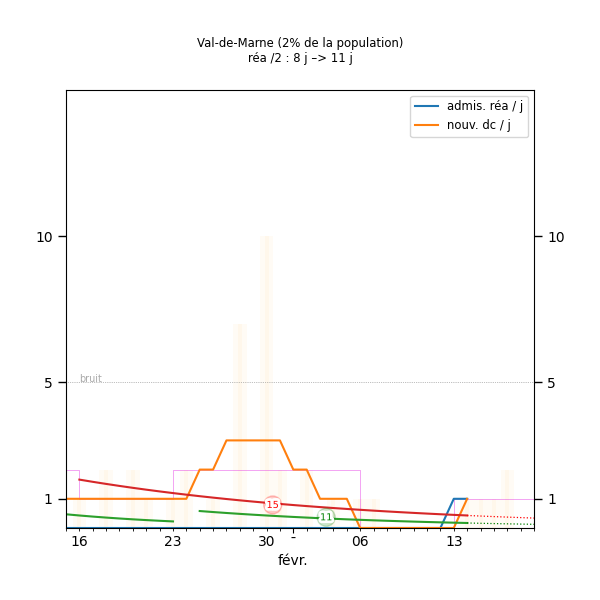 Val-de-Marne (2% de la population)
réa /2 : 8 j –> 11 j
admis. réa / j
nouv. dc / j
10
10
bruit
5
5
15
11
1
1
16
23
30
-
06
13
févr.